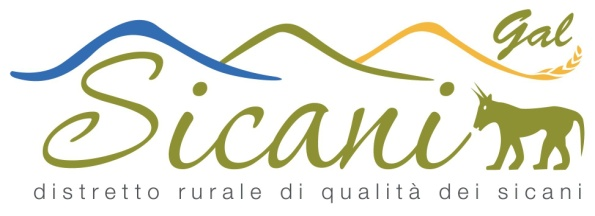 Gal
Sicani
distretto rurale di qualità dei sicani